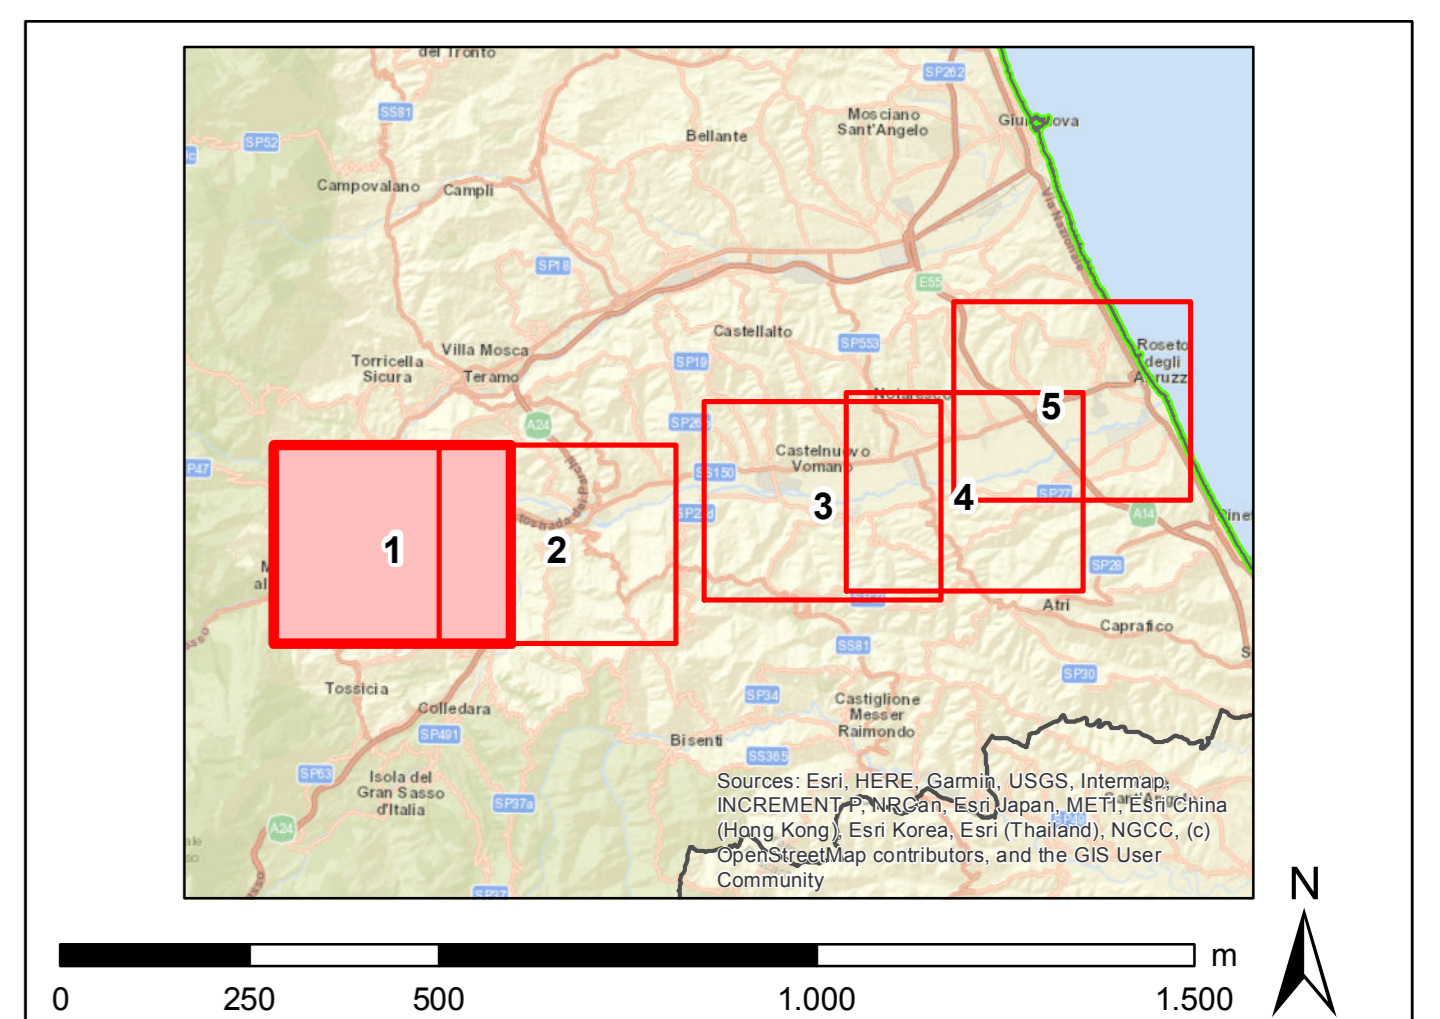 del Tronto
SP262
SS81
Mosciano
Sant'Angelo
Bellante
SP52
Campovalano
Campli
Via Nazionale
SP18
E55
Castellalto
SP553
Villa Mosca
Torricella
Sicura
Teramo
SP19
Roseto
degli
A24
5
Castelnuovo
Vomano
P47
SS150
SP27
3
4
A14
1
2
SP28
Atri
Caprafico
SS81
Tossicia
SP30
Colledara
SP34
Castiglione
Messer
Raimondo
SP491
Bisenti
SS365
SP63
Isola del
Gran Sasso
d'Italia
SP37a
A24
SP37
Sources: Esri, HERE, Garmin, USGS, Intermap,
INCREMENT P, NRCan, Esri Japan, METI, Esri China
(Hong Kong), Esri Korea, Esri (Thailand), NGCC, (c)
OpenStreetMap contributors, and the GIS User
Community
N
m
0 250 500 1.000 1.500